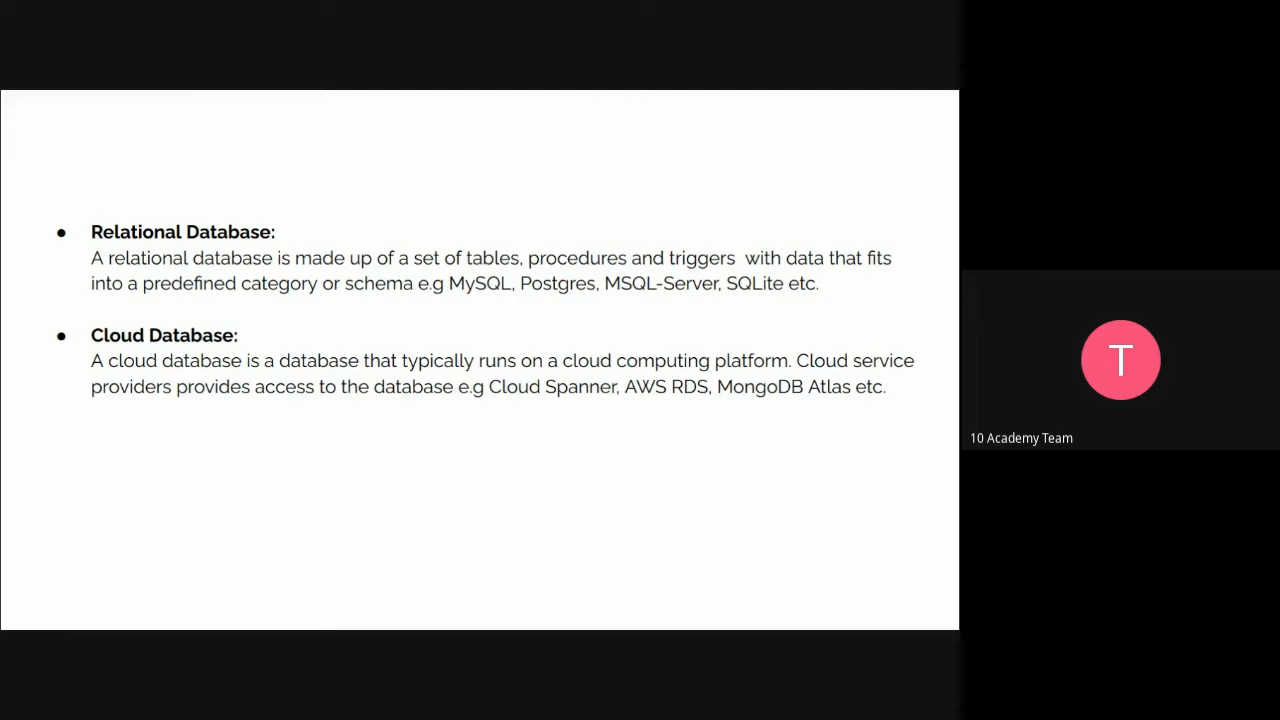 ● Relational Database:
A relational database is made up of a set of tables, procedures and triggers  with data that fits
into a predefined category or schema e.g MySQL, Postgres, MSQL-Server, SQLite etc.
● Cloud Database:
A cloud database is a database that typically runs on a cloud computing platform. Cloud service
providers provides access to the database e.g Cloud Spanner, AWS RDS, MongoDB Atlas etc.
T
10 Academy Team